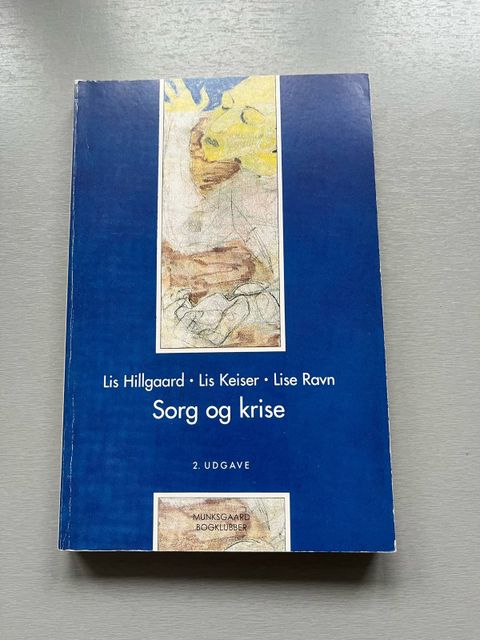 Lis Hillgaard • Lis Keiser • Lise Ravn
Sorg og krise
2. UDGAVE
MUNKSGAARD
BOGKLUBBER